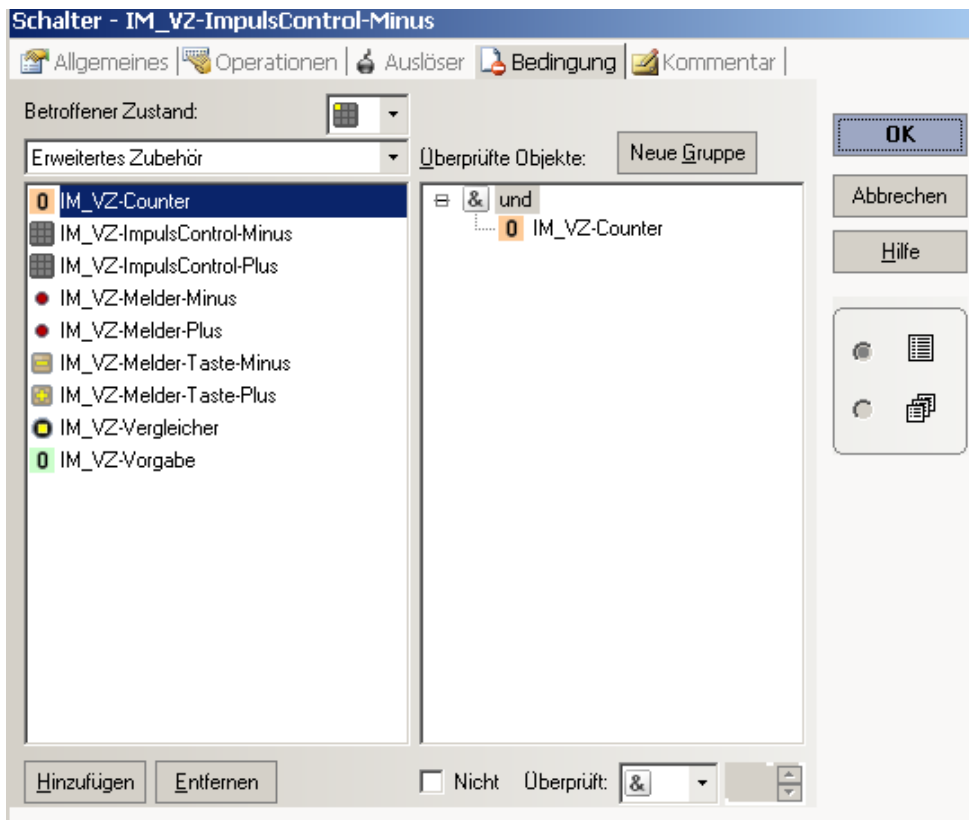 Schalter - IM_VZ-ImpulsControl-Minus
Allgemeines Operationen Auslöser Bedingung Kommentar
Betroffener Zustand:
Erweitertes Zubehör
Überprüfte Objekte:
Neue Gruppe
0 IM_VZ-Counter
IM_VZ-ImpulsControl-Minus
IM_VZ-ImpulsControl-Plus
IM_VZ-Melder-Minus
IM_VZ-Melder-Plus
IM_VZ-Melder-Taste-Minus
IM_VZ-Melder-Taste-Plus
IM_VZ-Vergleicher
0 IM_VZ-Vorgabe
& und
0 IM_VZ-Counter
OK
Abbrechen
Hilfe
Hinzufügen
Entfernen
Nicht Überprüft: &